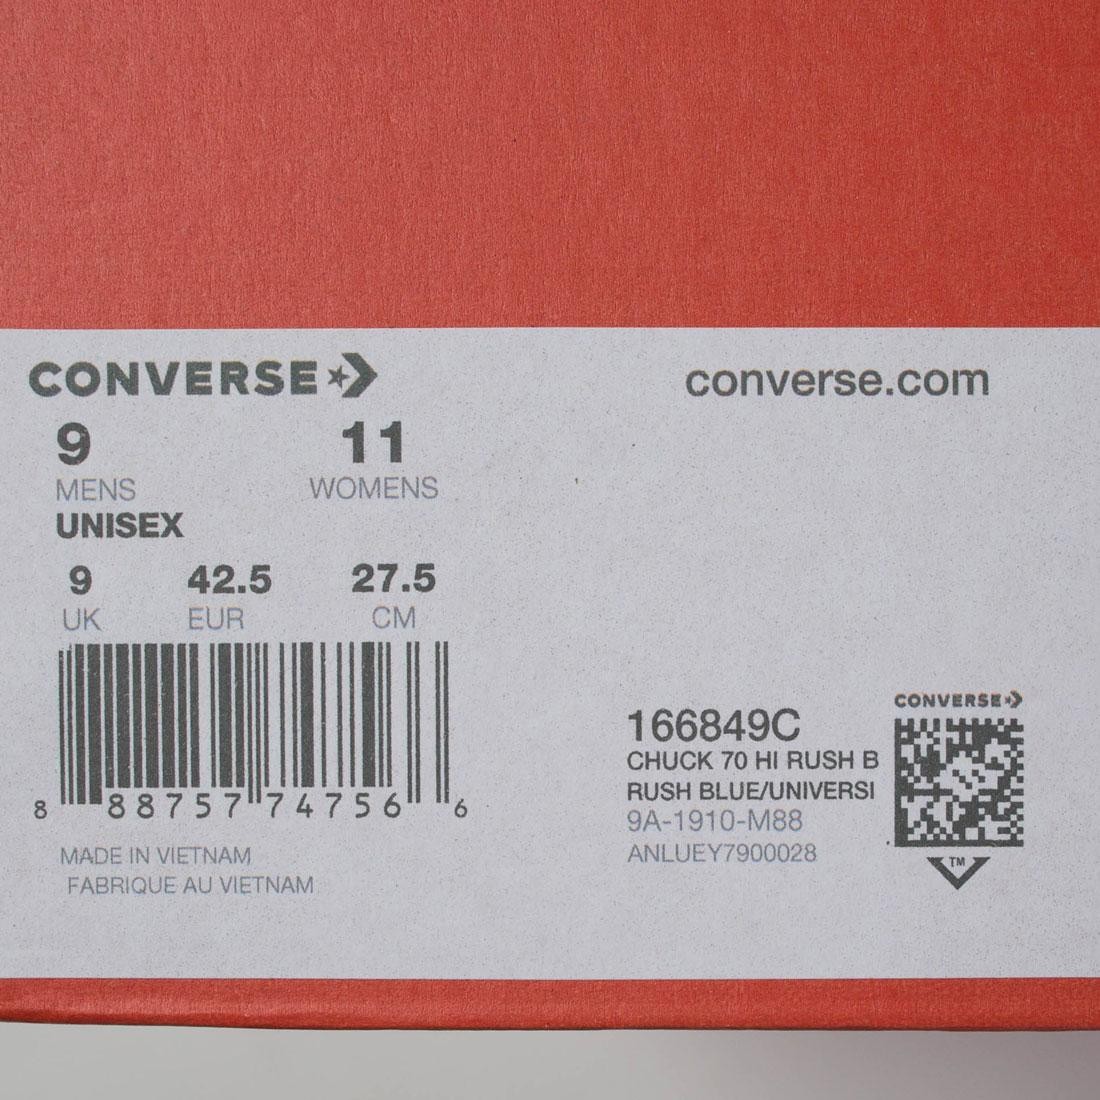 CONVERSE
converse.com
9 11
MENS WOMENS
UNISEX
9 42.5 27.5
UK EUR CM
8 88757 74756 6
MADE IN VIETNAM
FABRIQUE AU VIETNAM
166849C
CHUCK 70 HI RUSH B
RUSH BLUE/UNIVERSI
9A-1910-M88
ANLUEY7900028
CONVERSE
TM